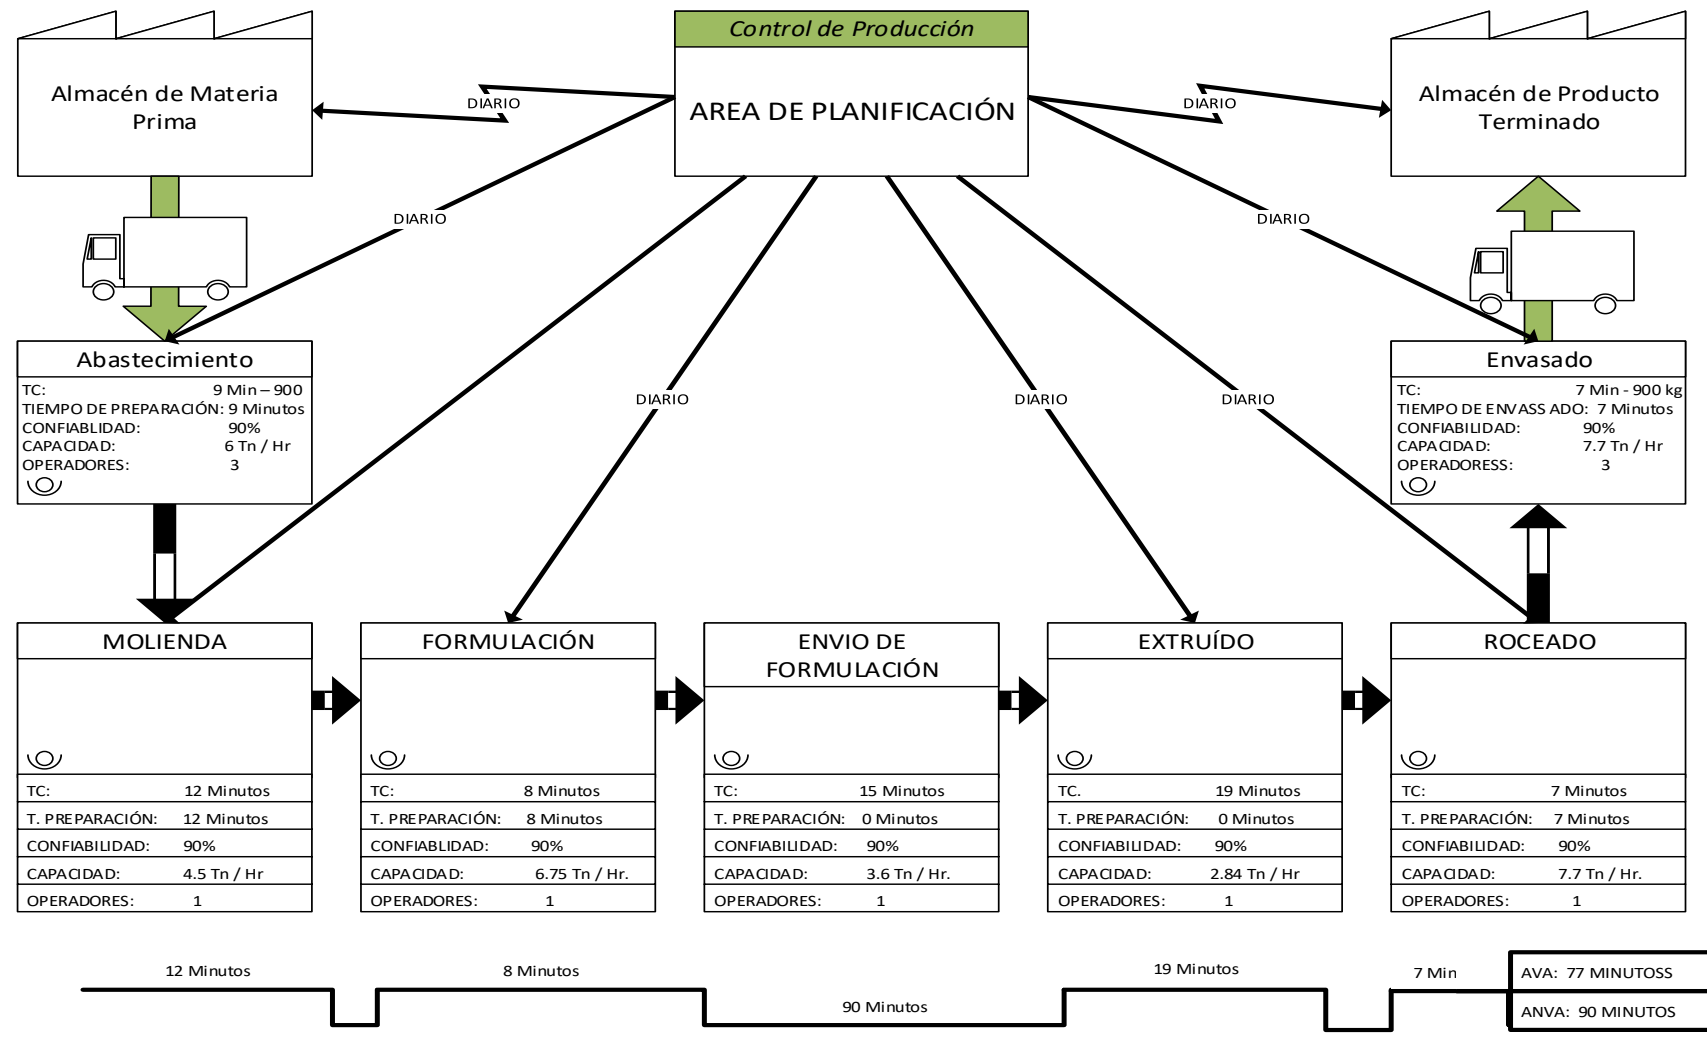 Control de Producción
AREA DE PLANIFICACIÓN
Almacén de Materia
Prima
Almacén de Producto
Terminado
DIARIO
DIARIO
DIARIO
DIARIO
DIARIO
DIARIO
DIARIO
Abastecimiento
TC: 9 Min – 900
TIEMPO DE PREPARACIÓN: 9 Minutos
CONFIABLIDAD: 90%
CAPACIDAD: 6 Tn / Hr
OPERADORES: 3
Envasado
TC: 7 Min - 900 kg
TIEMPO DE ENVASS ADO: 7 Minutos
CONFIABILIDAD: 90%
CAPACIDAD: 7.7 Tn / Hr
OPERADORESS: 3
MOLIENDA
TC: 12 Minutos
T. PREPARACIÓN: 12 Minutos
CONFIABILIDAD: 90%
CAPACIDAD: 4.5 Tn / Hr
OPERADORES: 1
FORMULACIÓN
TC: 8 Minutos
T. PREPARACIÓN: 8 Minutos
CONFIABLIDAD: 90%
CAPACIDAD: 6.75 Tn / Hr.
OPERADORES: 1
ENVIO DE
FORMULACIÓN
TC: 15 Minutos
T. PREPARACIÓN: 0 Minutos
CONFIABILIDAD: 90%
CAPACIDAD: 3.6 Tn / Hr.
OPERADORES: 1
EXTRUÍDO
TC. 19 Minutos
T. PREPARACIÓN: 0 Minutos
CONFIABILIDAD: 90%
CAPACIDAD: 2.84 Tn / Hr
OPERADORES: 1
ROCEADO
TC: 7 Minutos
T. PREPARACIÓN: 7 Minutos
CONFIABILIDAD: 90%
CAPACIDAD: 7.7 Tn / Hr.
OPERADORES: 1
12 Minutos
8 Minutos
90 Minutos
19 Minutos
7 Min
AVA: 77 MINUTOSS
ANVA: 90 MINUTOS